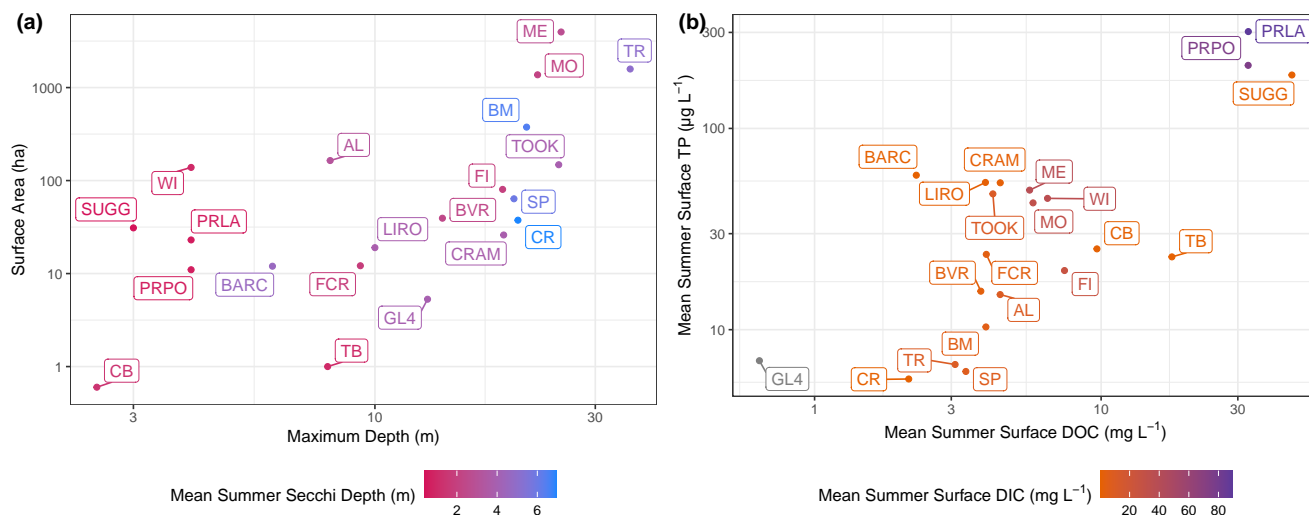 (a)
ME
TR
MO
1000
BM
AL
TOOK
WI
100
FI
SUGG
SP
PRLA
BVR
LIRO
CR
CRAM
10
PRPO
BARC
FCR
GL4
TB
1
CB
3
10
30
Surface Area (ha)
Maximum Depth (m)
Mean Summer Secchi Depth (m)
2 4 6
(b)
300
PRLA
PRPO
SUGG
100
BARC
CRAM
ME
LIRO
WI
TOOK
MO
30
CB
TB
BVR
FCR
FI
AL
10
BM
TR
GL4
CR
SP
1
3
10
30
Mean Summer Surface TP (µg L⁻¹)
Mean Summer Surface DOC (mg L⁻¹)
Mean Summer Surface DIC (mg L⁻¹)
20 40 60 80